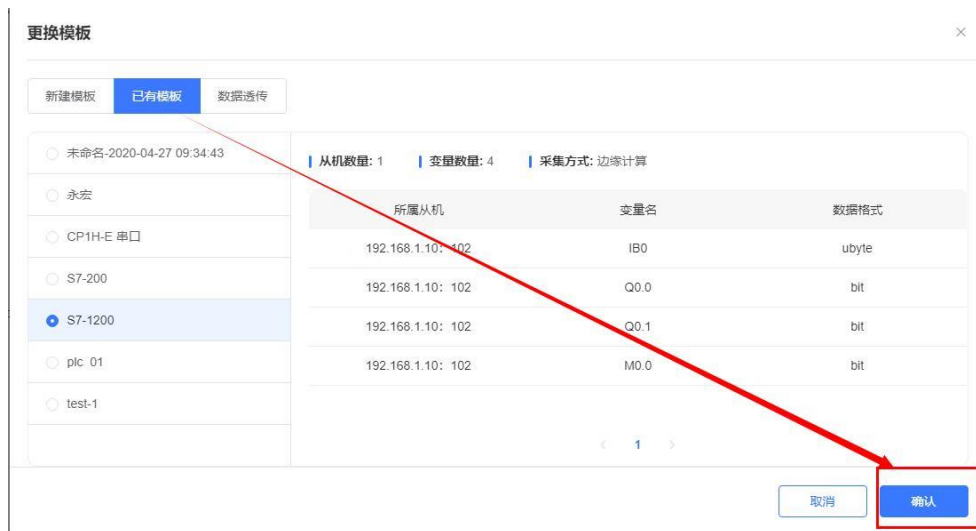 更换模板
新建模板 已有模板 数据透传
未命名-2020-04-27 09:34:43
永宏
CP1H-E 串口
S7-200
S7-1200
plc 01
test-1
从机数量: 1 变量数量: 4 采集方式: 边缘计算
所属从机 变量名 数据格式
192.168.1.10：102 IB0 ubyte
192.168.1.10：102 Q0.0 bit
192.168.1.10：102 Q0.1 bit
192.168.1.10：102 M0.0 bit
1
取消 确认